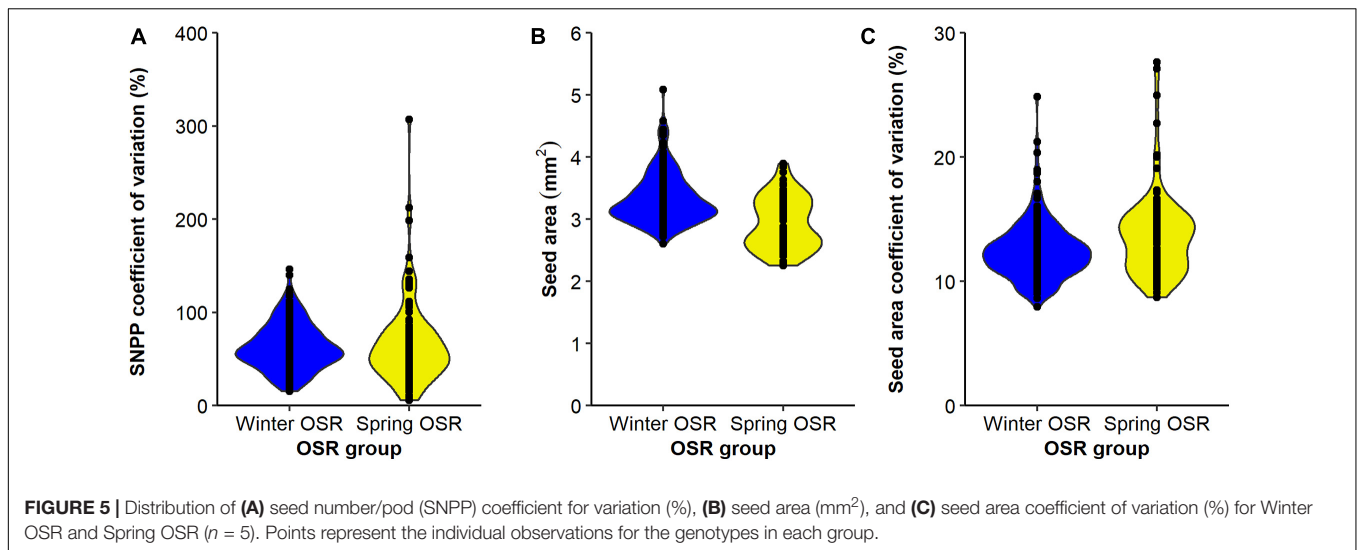 A
SNPP coefficient of variation (%)
400
300
200
100
0
Winter OSR Spring OSR
OSR group
B
Seed area (mm²)
6
5
4
3
2
1
0
Winter OSR Spring OSR
OSR group
C
Seed area coefficient of variation (%)
30
20
10
0
Winter OSR Spring OSR
OSR group
FIGURE 5 | Distribution of (A) seed number/pod (SNPP) coefficient for variation (%), (B) seed area (mm²), and (C) seed area coefficient of variation (%) for Winter
OSR and Spring OSR (n = 5). Points represent the individual observations for the genotypes in each group.